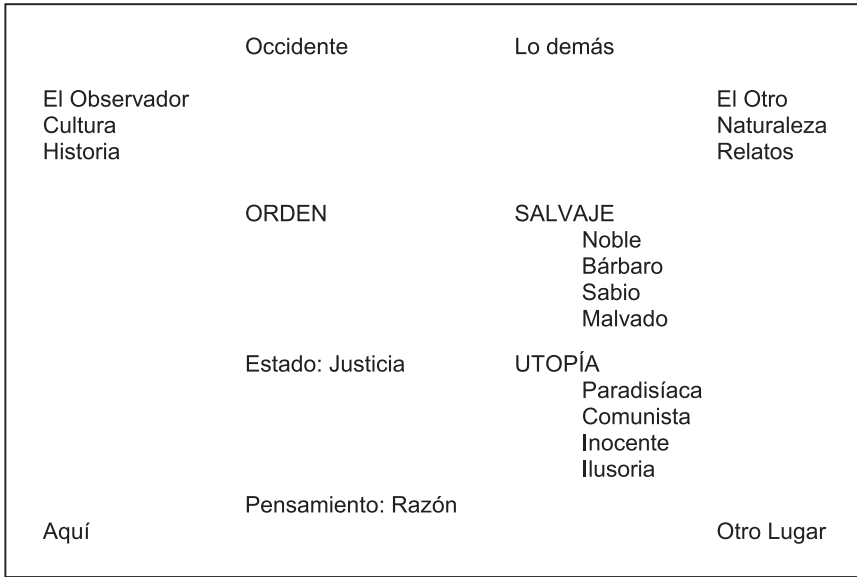 Occidente Lo demás
El Observador El Otro
Cultura Naturaleza
Historia Relatos
ORDEN SALVAJE
Noble
Bárbaro
Sabio
Malvado
Estado: Justicia UTOPÍA
Paradisíaca
Comunista
Inocente
Ilusoria
Pensamiento: Razón
Aquí Otro Lugar